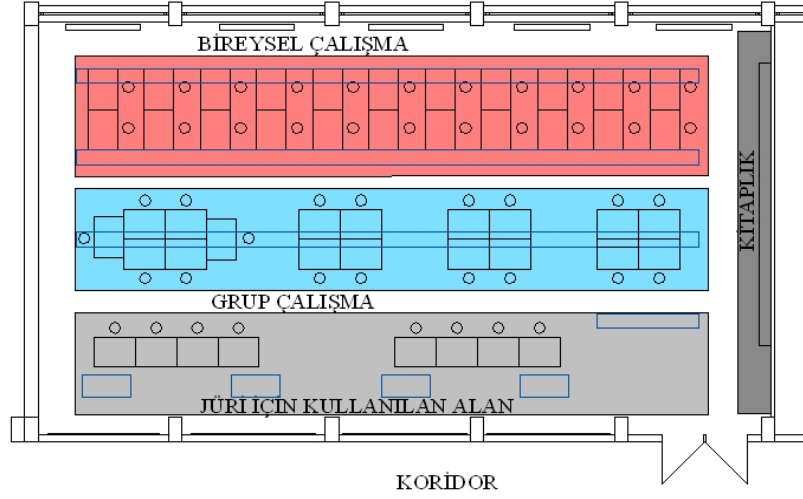 BİREYSEL ÇALIŞMA
KİTAPLIK
GRUP ÇALIŞMA
JÜRİ İÇİN KULLANILAN ALAN
KORİDOR